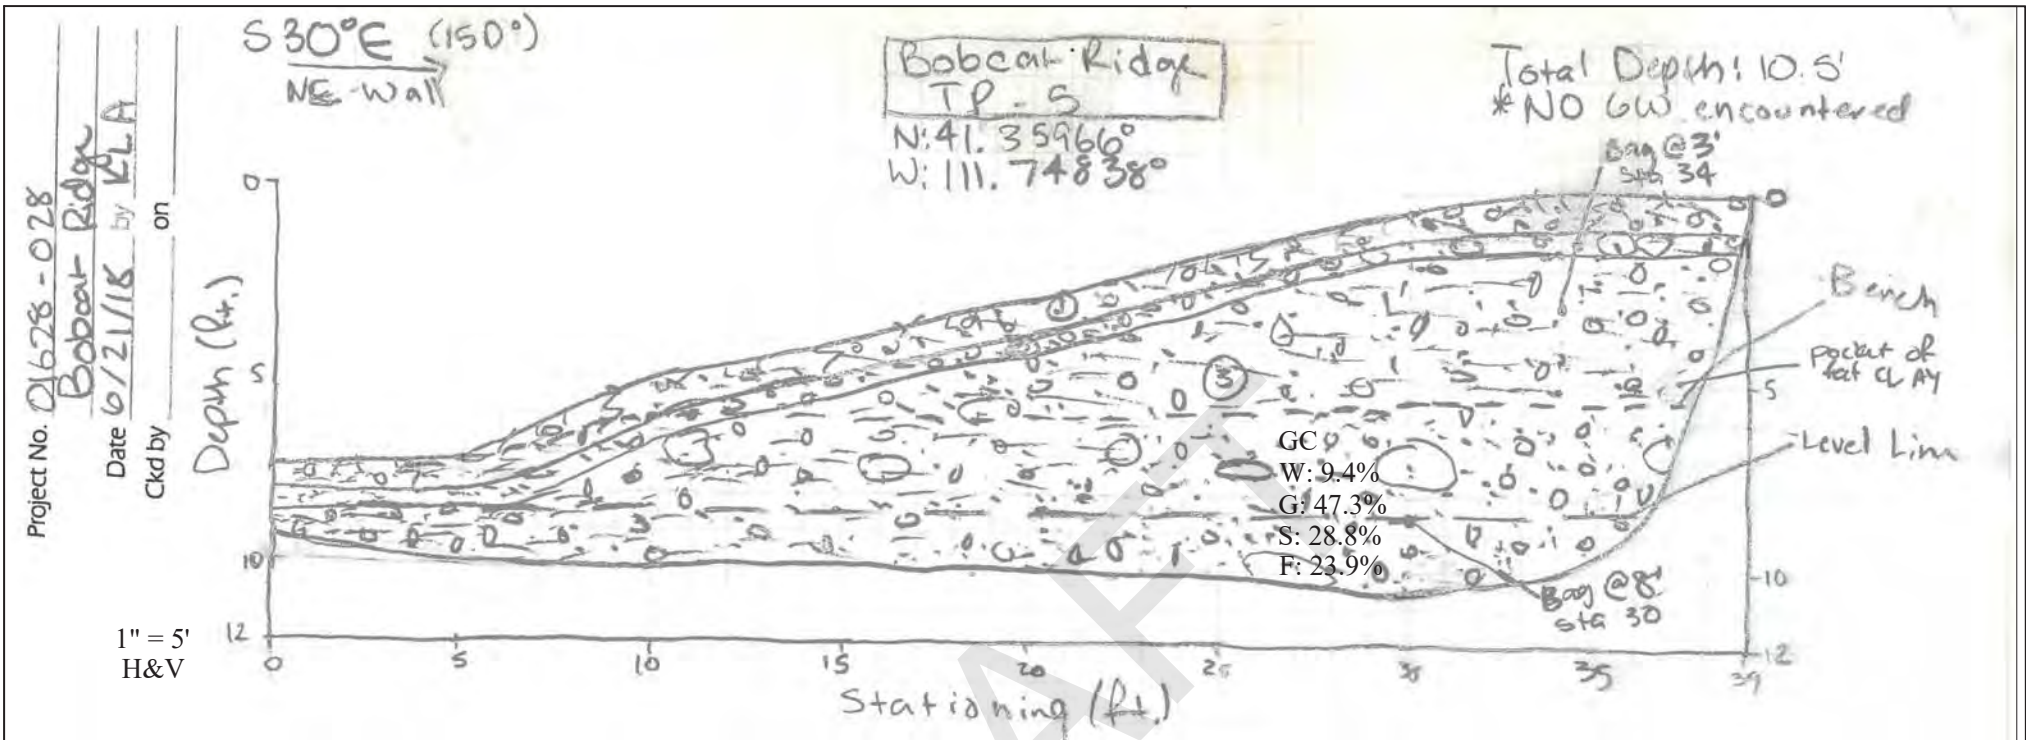 Project No. 01628-028
Bobcat Ridge
Date 6/21/18 by KLA
Ckd by on
S 30°E (150°)
NE Wall
Bobcat Ridge
TP-5
N: 41.35966°
W: 111.74838°
Total Depth: 10.5'
* NO GW encountered
Bag @ 3'
sta 34
Depth (ft.)
0
5
10
12
0
5
10
12
1
3
Bench
pocket of
fat CLAY
Level Line
GC
W: 9.4%
G: 47.3%
S: 28.8%
F: 23.9%
Bag @ 8'
sta 30
1" = 5'
H&V
0 5 10 15 20 25 30 35 39
Stationing (ft.)